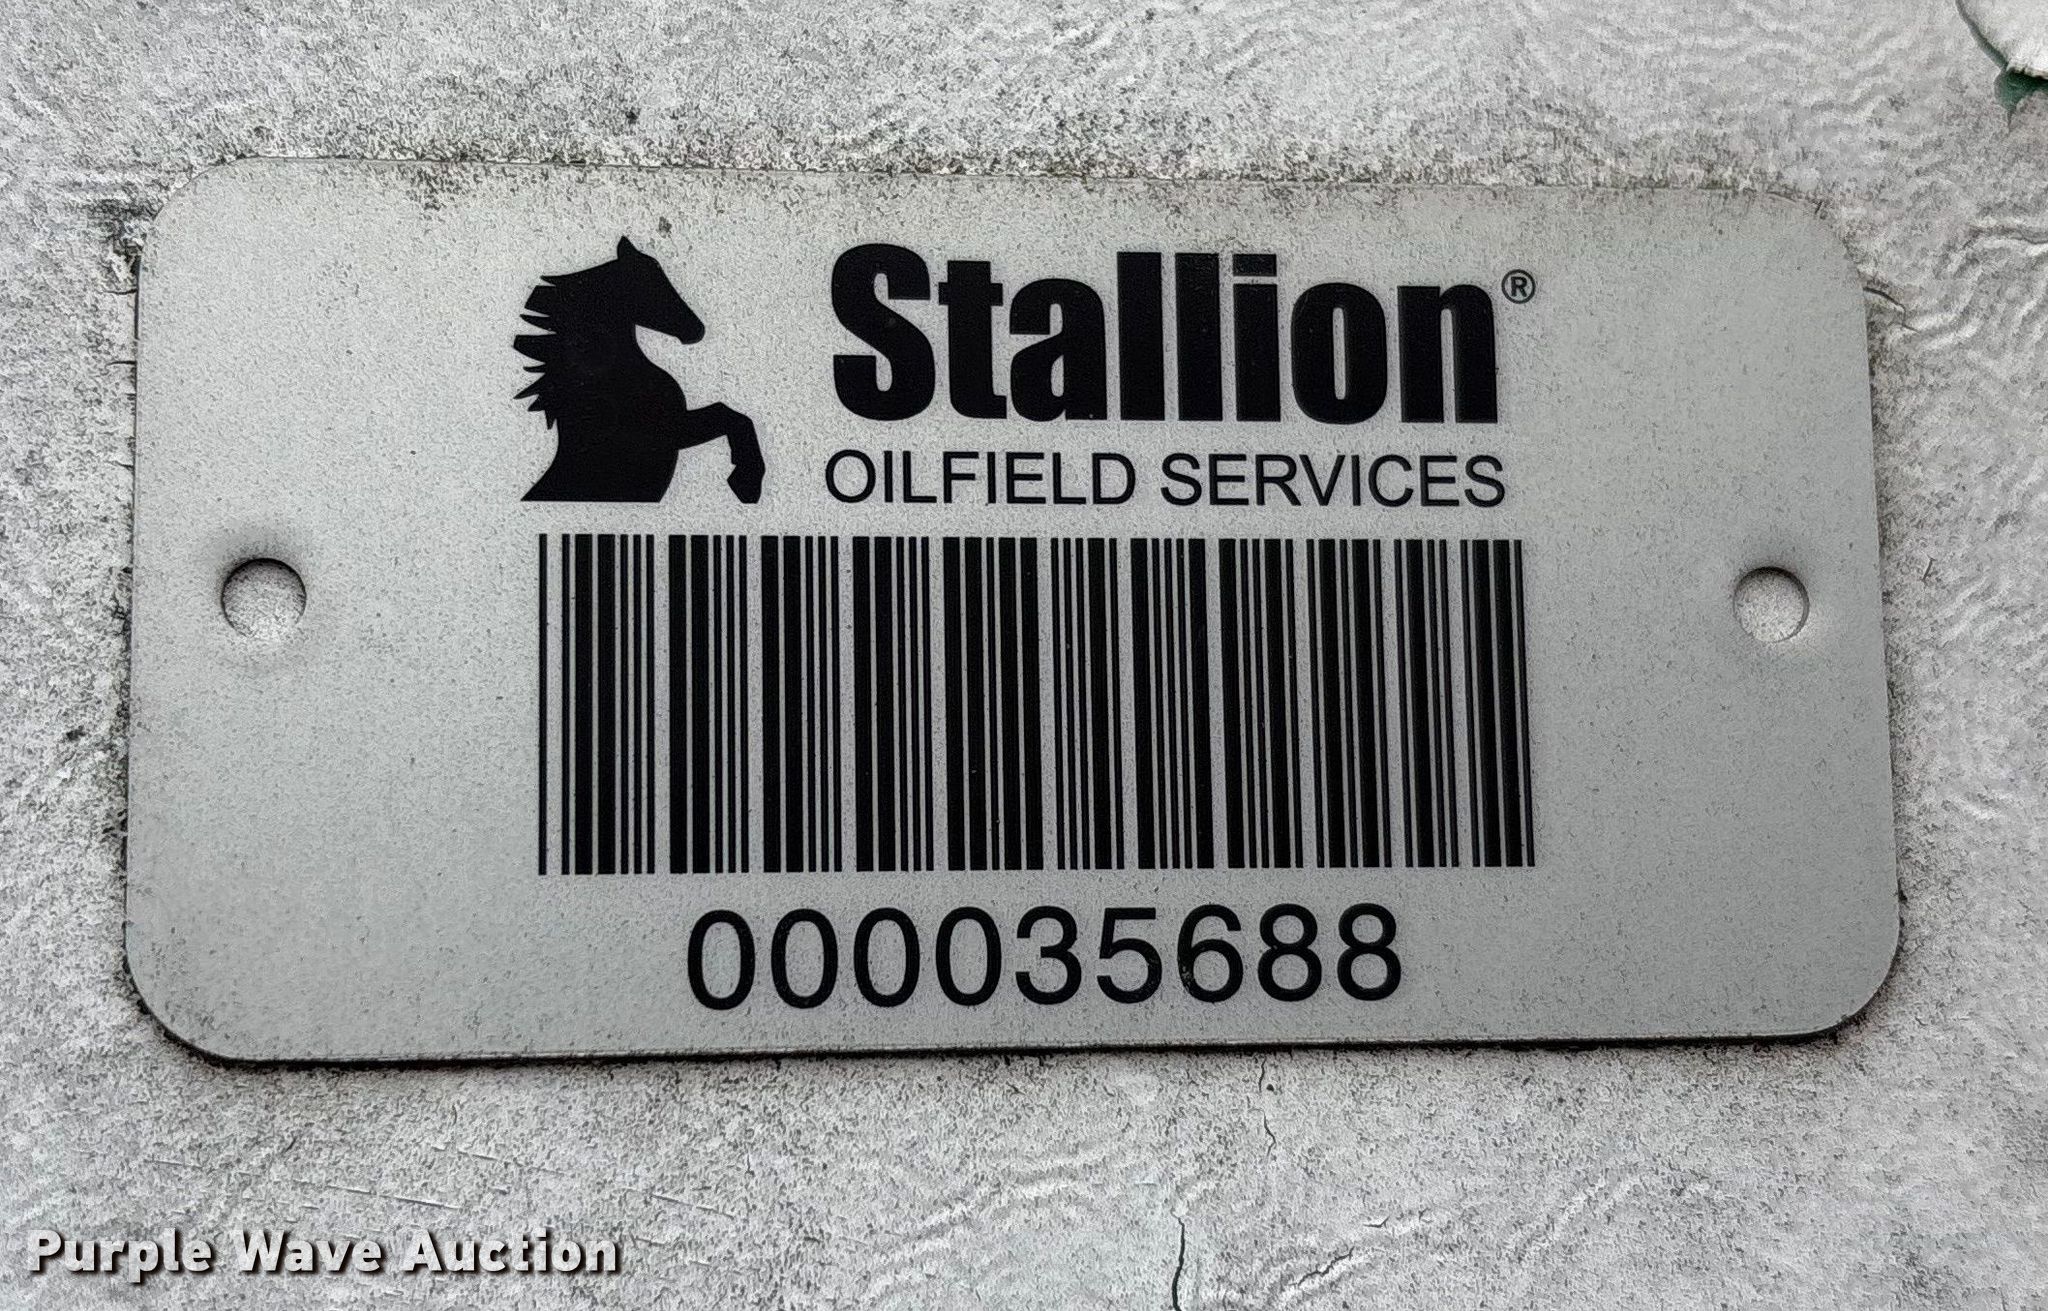 Stallion®
OILFIELD SERVICES
000035688
Purple Wave Auction